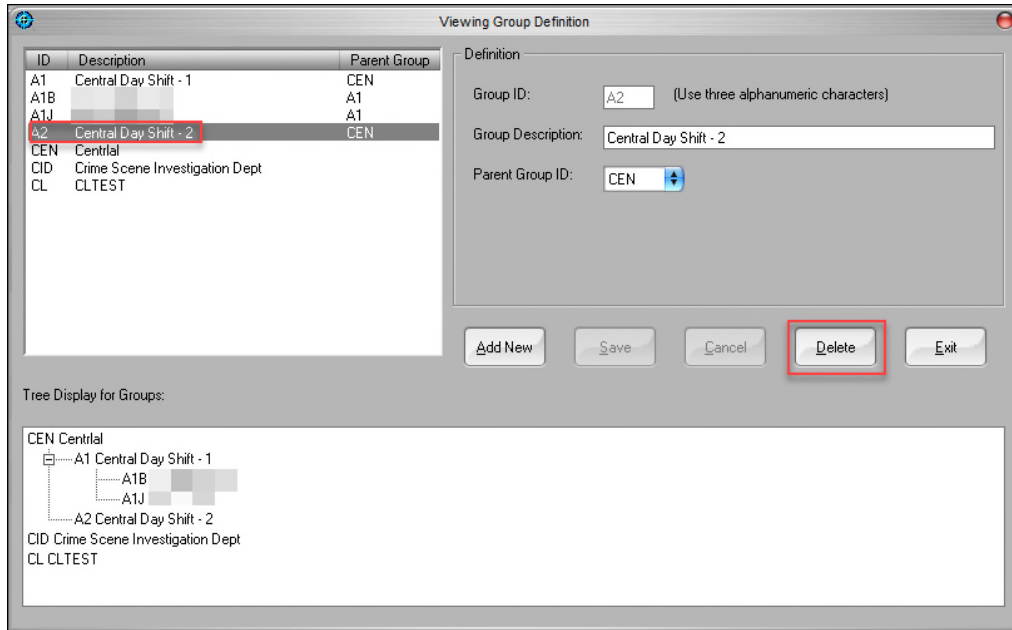 Viewing Group Definition
ID Description Parent Group
A1 Central Day Shift - 1 CEN
A1B A1
A1J A1
A2 Central Day Shift - 2 CEN
CEN Centrlal
CID Crime Scene Investigation Dept
CL CLTEST
Definition
Group ID: A2 (Use three alphanumeric characters)
Group Description: Central Day Shift - 2
Parent Group ID: CEN
Add New Save Cancel Delete Exit
Tree Display for Groups:
CEN Centrlal
A1 Central Day Shift - 1
A1B
A1J
A2 Central Day Shift - 2
CID Crime Scene Investigation Dept
CL CLTEST